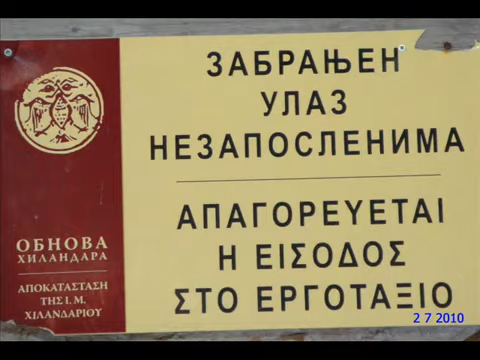 ЗАБРАЊЕН
УЛАЗ
НЕЗАПОСЛЕНИМА
ΑΠΑΓΟΡΕΥΕΤΑΙ
Η ΕΙΣΟΔΟΣ
ΣΤΟ ΕΡΓΟΤΑΞΙΟ
ОБНОВА
ХИЛАНДАРА
ΑΠΟΚΑΤΑΣΤΑΣΗ
ΤΗΣ Ι. Μ.
ΧΙΛΑΝΔΑΡΙΟΥ
2 7 2010